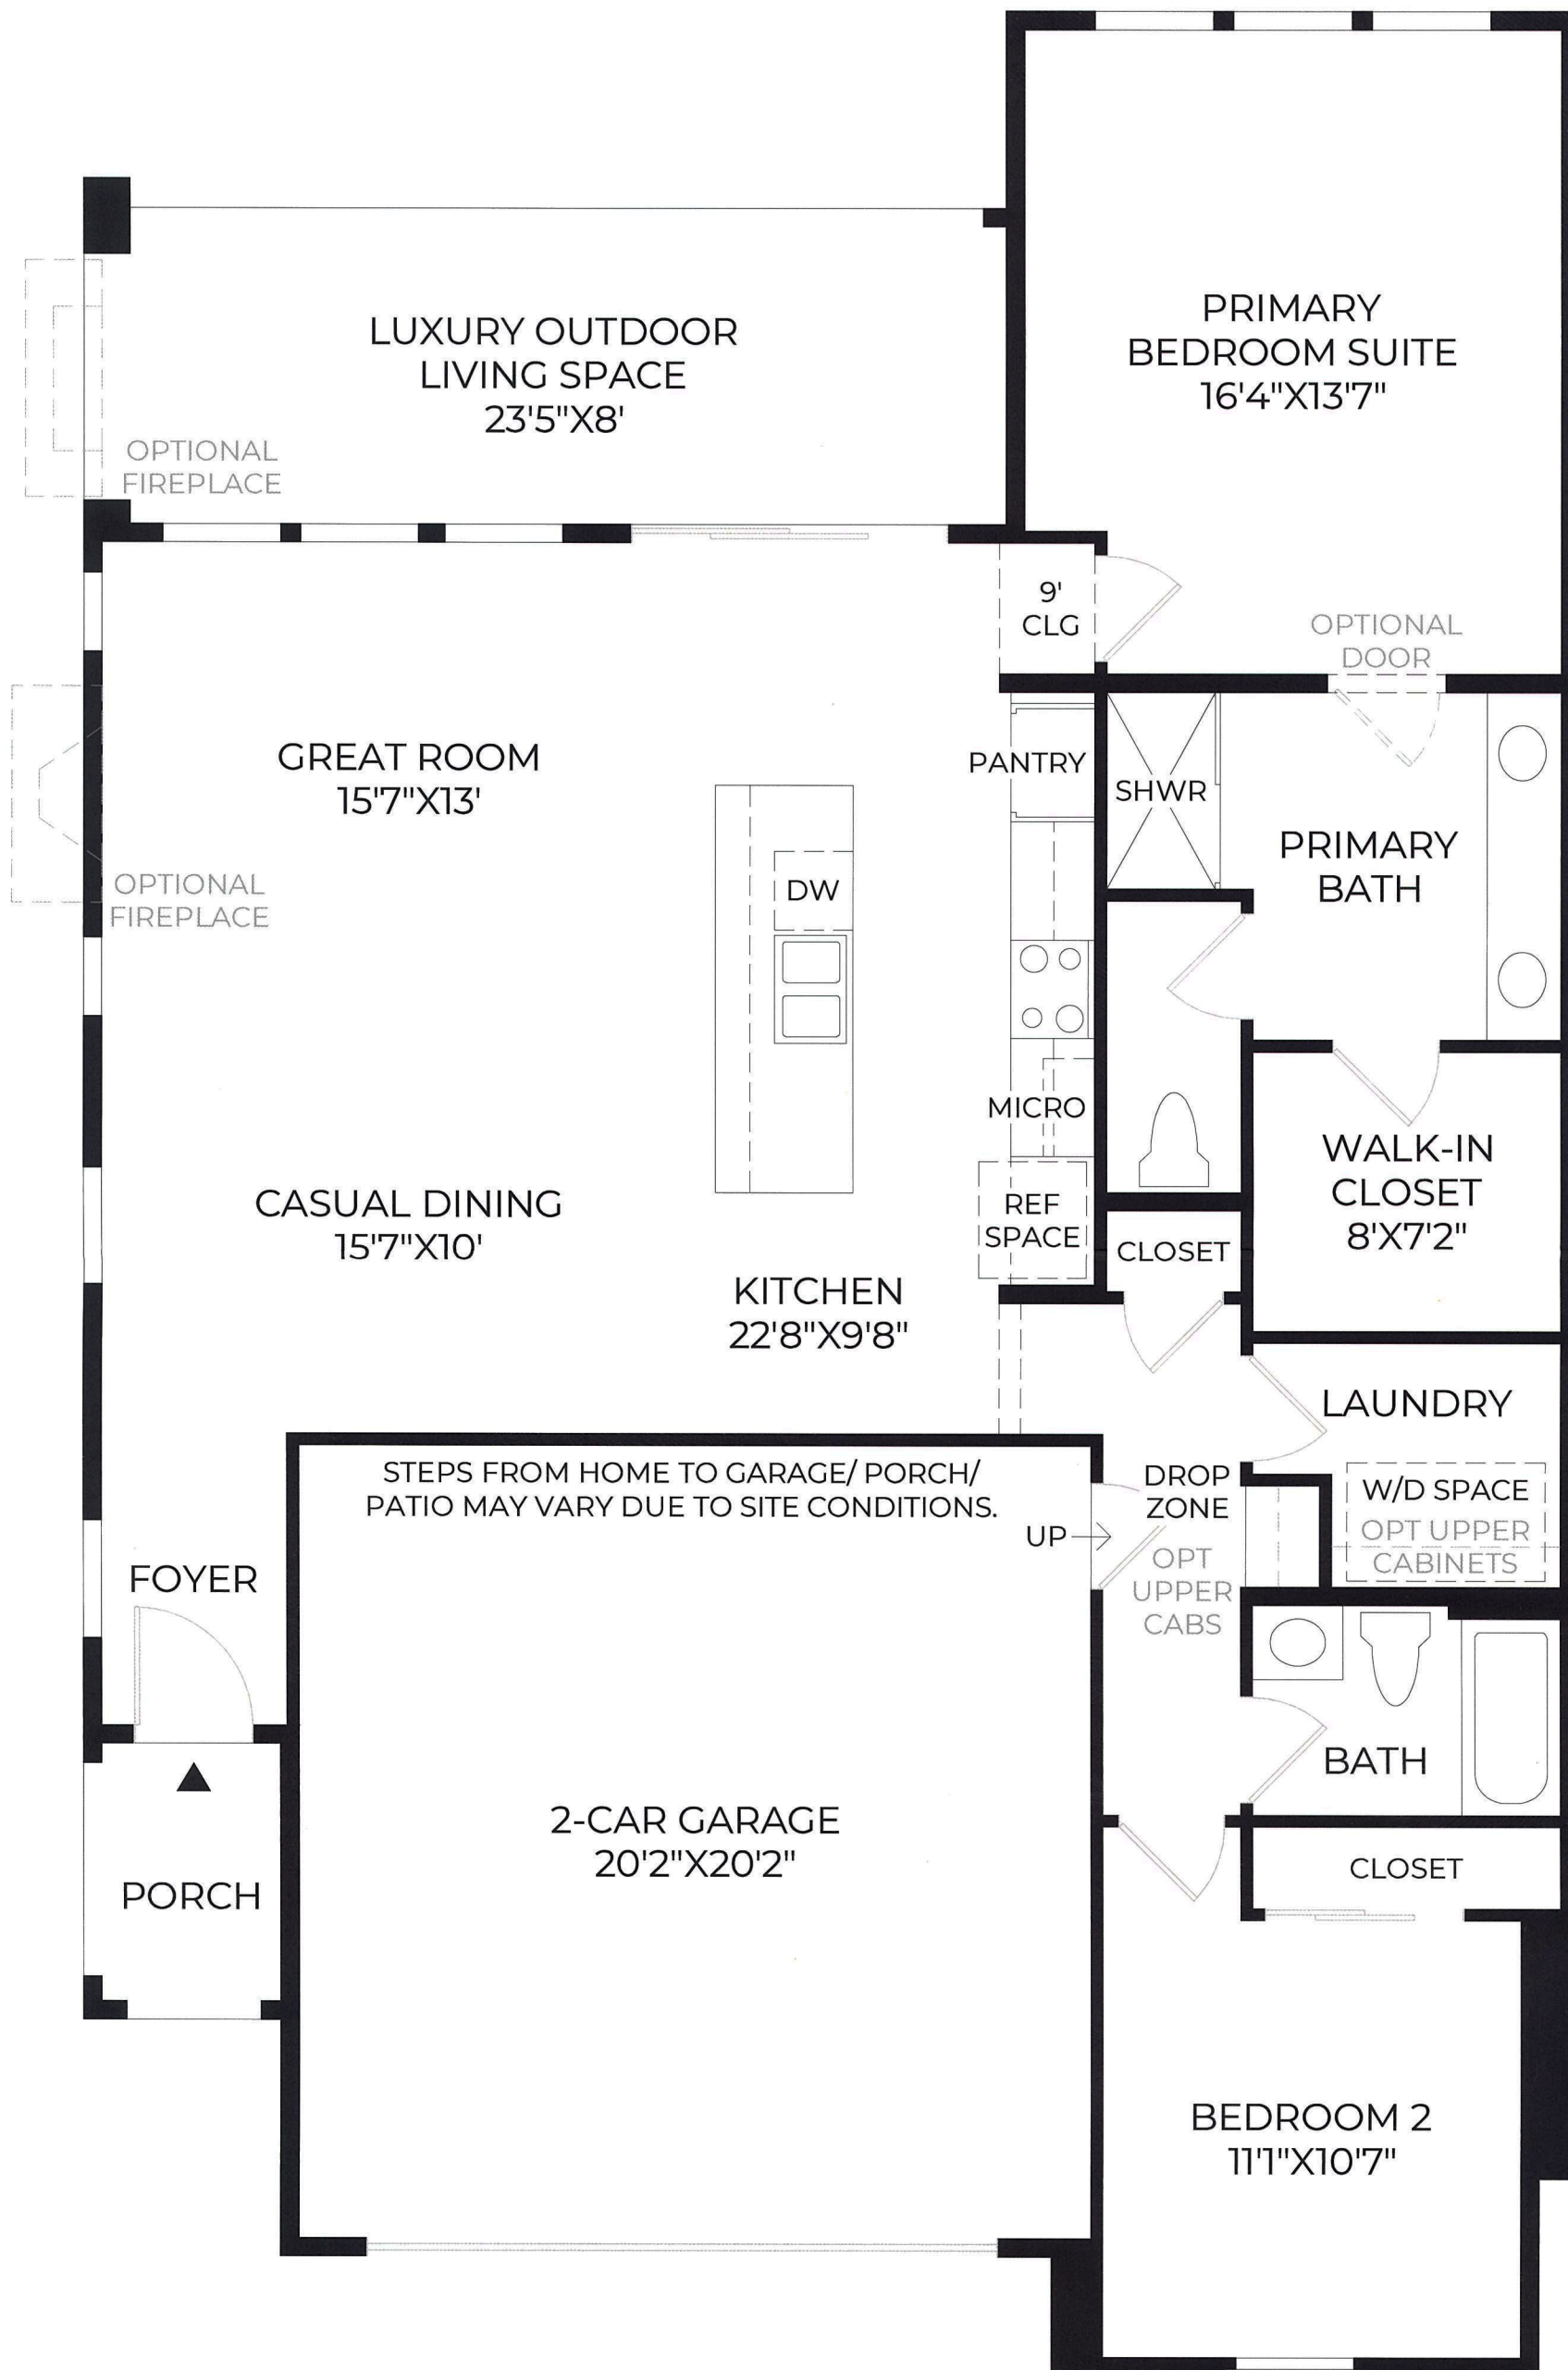 PRIMARY
BEDROOM SUITE
16'4"X13'7"
LUXURY OUTDOOR
LIVING SPACE
23'5"X8'
OPTIONAL
FIREPLACE
9'
CLG
OPTIONAL
DOOR
GREAT ROOM
15'7"X13'
PANTRY
SHWR
PRIMARY
BATH
OPTIONAL
FIREPLACE
DW
MICRO
WALK-IN
CLOSET
8'X7'2"
CASUAL DINING
15'7"X10'
REF
SPACE
CLOSET
KITCHEN
22'8"X9'8"
LAUNDRY
STEPS FROM HOME TO GARAGE/ PORCH/
PATIO MAY VARY DUE TO SITE CONDITIONS.
DROP
ZONE
W/D SPACE
OPT UPPER
CABINETS
UP
OPT
UPPER
CABS
FOYER
BATH
2-CAR GARAGE
20'2"X20'2"
CLOSET
PORCH
BEDROOM 2
11'1"X10'7"